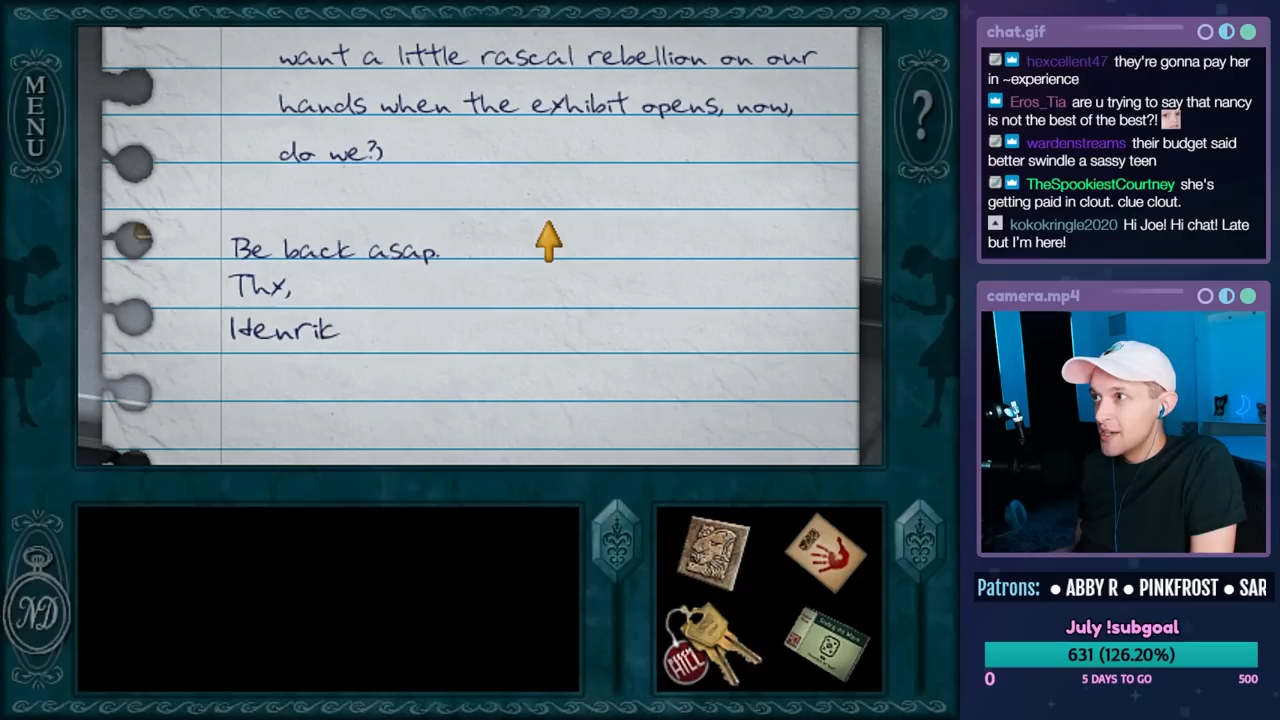 want a little rascal rebellion on our
hands when the exhibit opens, now,
do we?)
Be back asap.
Thx,
Henrik
MENU
?
ND
HTCC
chat.gif
hexcellent47 they're gonna pay her
in ~experience
Eros_Tia are u trying to say that nancy
is not the best of the best?!
wardenstreams their budget said
better swindle a sassy teen
TheSpookiestCourtney she's
getting paid in clout. clue clout.
kokokringle2020 Hi Joe! Hi chat! Late
but I'm here!
camera.mp4
Patrons: ● ABBY R ● PINKFROST ● SAR
July !subgoal
631 (126.20%)
0 5 DAYS TO GO 500